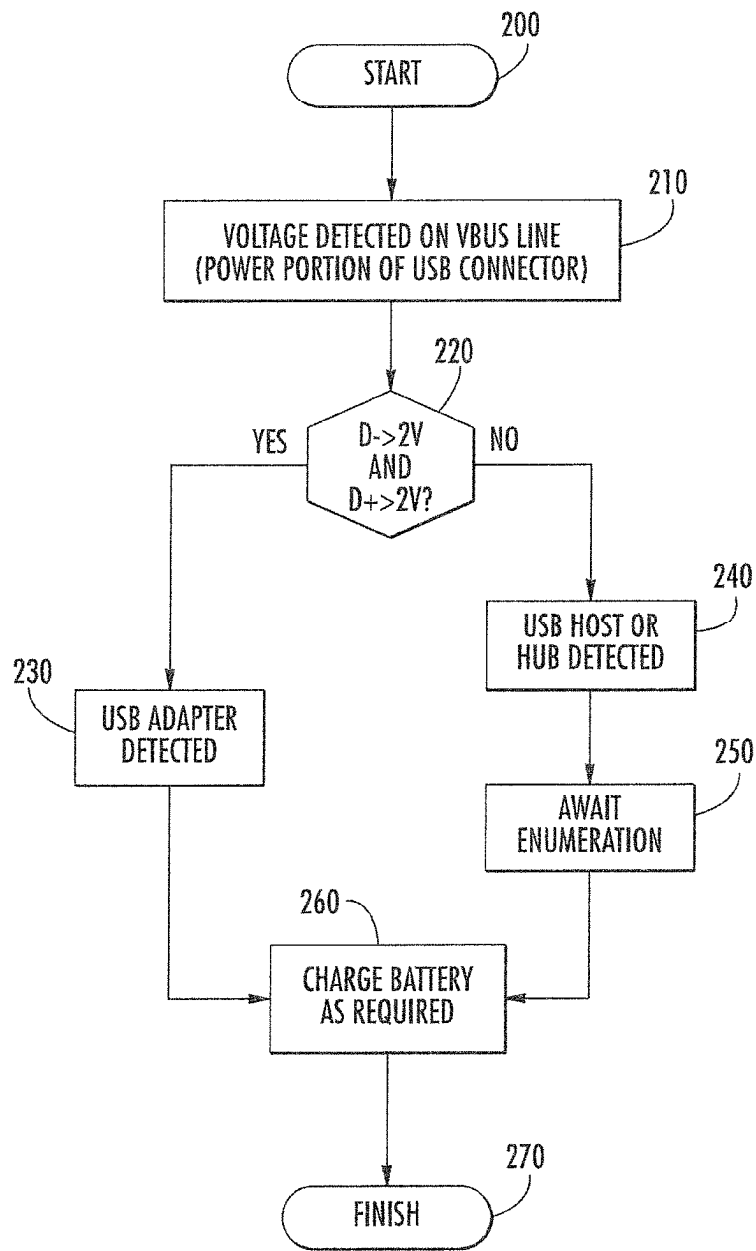 200
START
210
VOLTAGE DETECTED ON VBUS LINE
(POWER PORTION OF USB CONNECTOR)
220
YES
D->2V
AND
D+>2V?
NO
240
USB HOST OR
HUB DETECTED
230
USB ADAPTER
DETECTED
250
AWAIT
ENUMERATION
260
CHARGE BATTERY
AS REQUIRED
270
FINISH